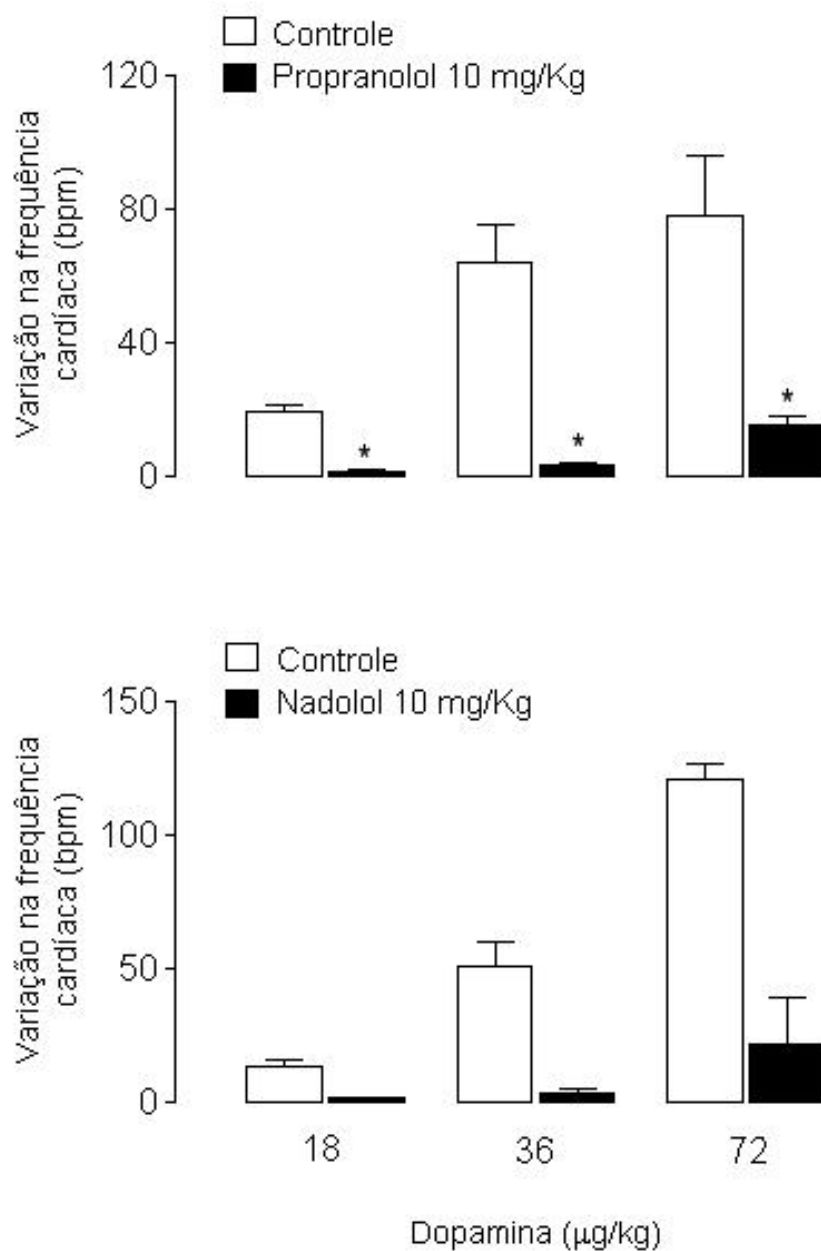 Controle
Propranolol 10 mg/Kg
Variação na frequência
cardíaca (bpm)
120
80
40
0
*
*
*
Controle
Nadolol 10 mg/Kg
Variação na frequência
cardíaca (bpm)
150
100
50
0
18 36 72
Dopamina (µg/kg)